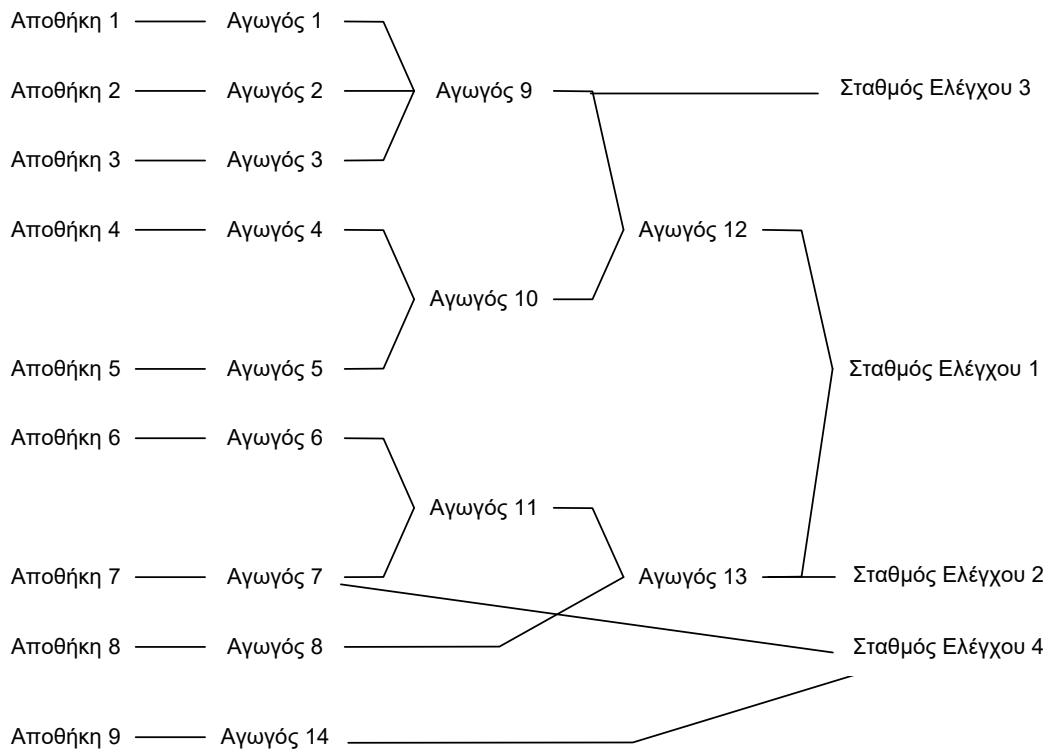 Αποθήκη 1 Αγωγός 1
Αποθήκη 2 Αγωγός 2 Αγωγός 9 Σταθμός Ελέγχου 3
Αποθήκη 3 Αγωγός 3
Αποθήκη 4 Αγωγός 4 Αγωγός 12
Αγωγός 10
Αποθήκη 5 Αγωγός 5 Σταθμός Ελέγχου 1
Αποθήκη 6 Αγωγός 6
Αγωγός 11
Αποθήκη 7 Αγωγός 7 Αγωγός 13 Σταθμός Ελέγχου 2
Αποθήκη 8 Αγωγός 8 Σταθμός Ελέγχου 4
Αποθήκη 9 Αγωγός 14